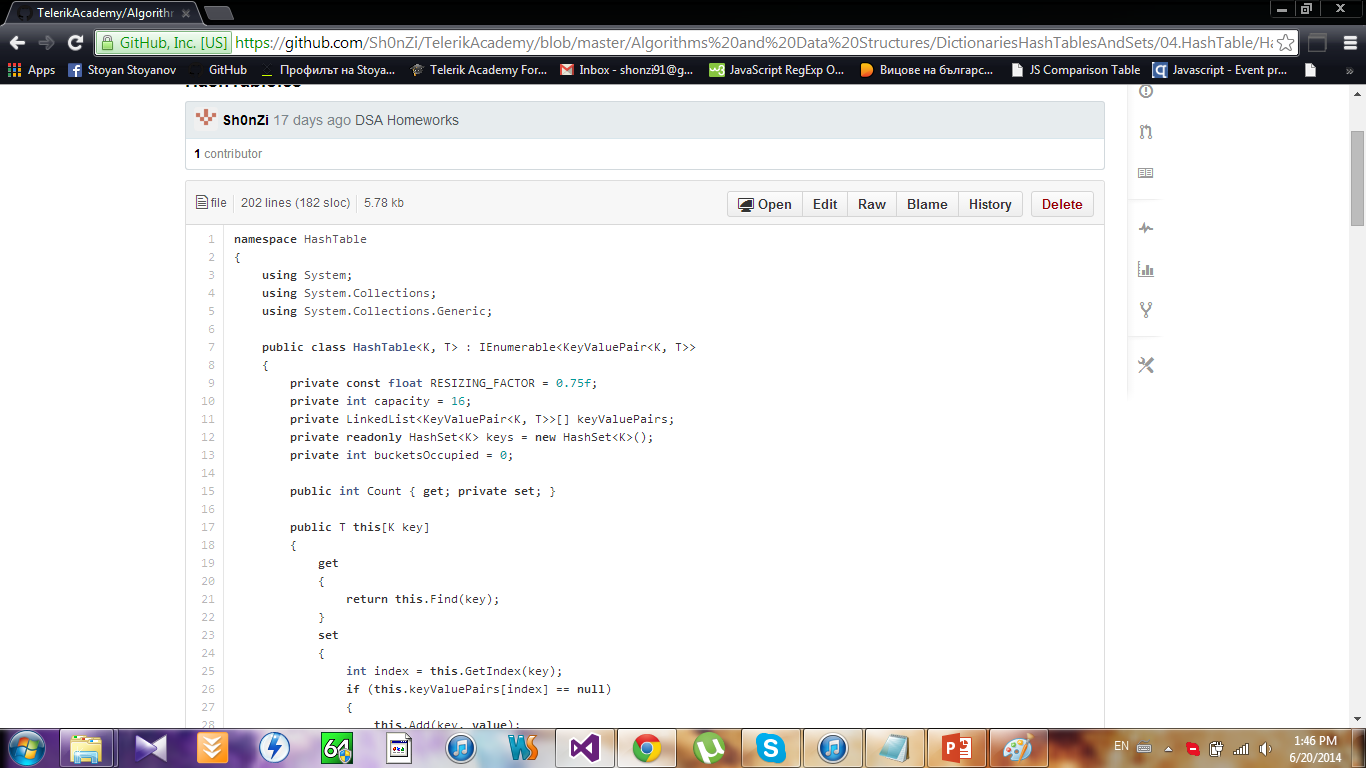 TelerikAcademy/Algorithm
GitHub, Inc. [US] https://github.com/Sh0nZi/TelerikAcademy/blob/master/Algorithms%20and%20Data%20Structures/DictionariesHashTablesAndSets/04.HashTable/Ha
Apps Stoyan Stoyanov GitHub Профилът на Stoya... Telerik Academy For... Inbox - shonzi91@g... JavaScript RegExp O... Вицове на българс... JS Comparison Table Javascript - Event pr... »
HashTable.cs
Sh0nZi 17 days ago DSA Homeworks
1 contributor
file 202 lines (182 sloc) 5.78 kb Open Edit Raw Blame History Delete
1 namespace HashTable
2 {
3 using System;
4 using System.Collections;
5 using System.Collections.Generic;
6
7 public class HashTable<K, T> : IEnumerable<KeyValuePair<K, T>>
8 {
9 private const float RESIZING_FACTOR = 0.75f;
10 private int capacity = 16;
11 private LinkedList<KeyValuePair<K, T>>[] keyValuePairs;
12 private readonly HashSet<K> keys = new HashSet<K>();
13 private int bucketsOccupied = 0;
14
15 public int Count { get; private set; }
16
17 public T this[K key]
18 {
19 get
20 {
21 return this.Find(key);
22 }
23 set
24 {
25 int index = this.GetIndex(key);
26 if (this.keyValuePairs[index] == null)
27 {
28 this.Add(key, value);
64
WS
EN
1:46 PM
6/20/2014